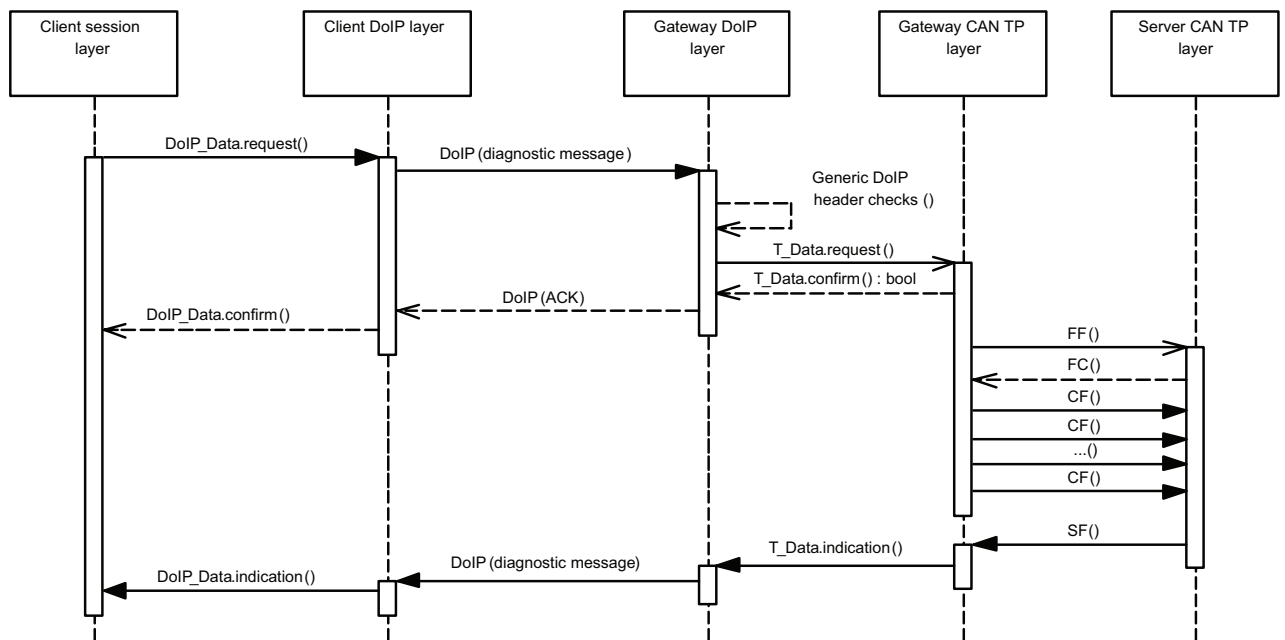 Client session
layer
Client DoIP layer
Gateway DoIP
layer
Gateway CAN TP
layer
Server CAN TP
layer
DoIP_Data.request()
DoIP (diagnostic message)
Generic DoIP
header checks ()
T_Data.request()
T_Data.confirm() : bool
DoIP (ACK)
DoIP_Data.confirm()
FF()
FC()
CF()
CF()
...()
CF()
SF()
T_Data.indication()
DoIP (diagnostic message)
DoIP_Data.indication()